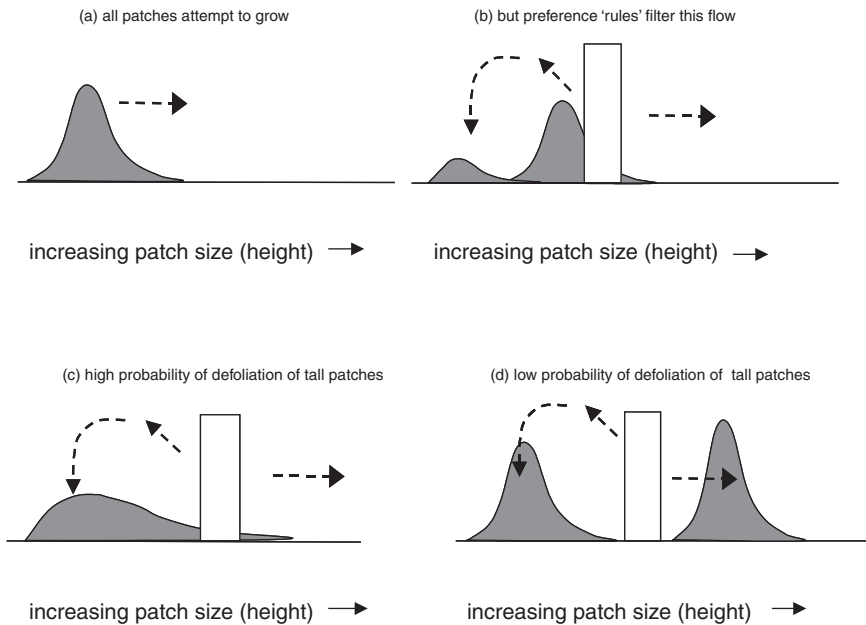 (a) all patches attempt to grow
(b) but preference ‘rules’ filter this flow
increasing patch size (height)
increasing patch size (height)
(c) high probability of defoliation of tall patches
(d) low probability of defoliation of tall patches
increasing patch size (height)
increasing patch size (height)